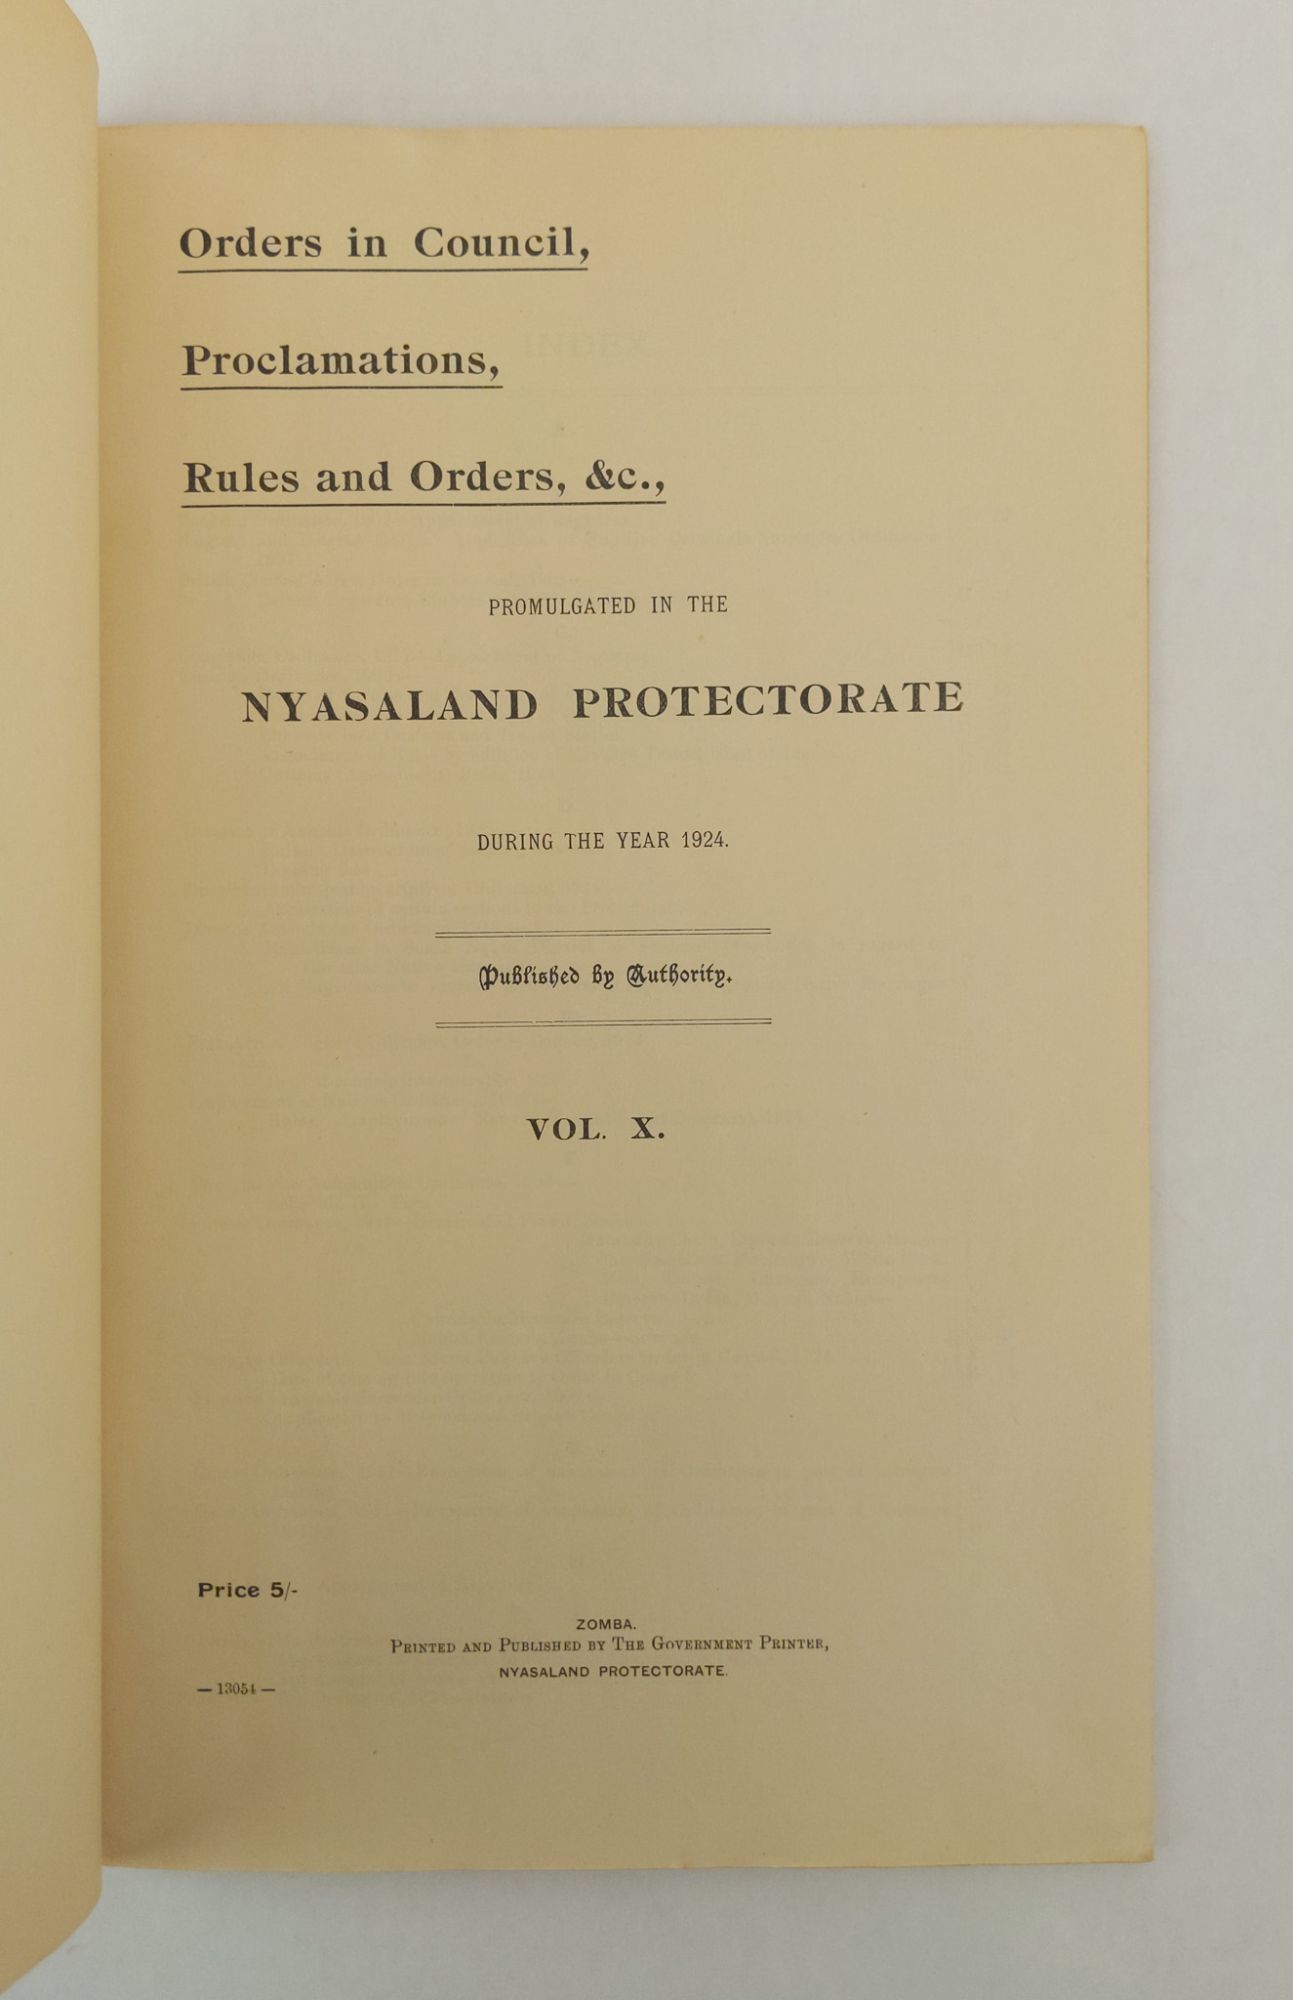 Orders in Council,
Proclamations,
Rules and Orders, &c.,
PROMULGATED IN THE
NYASALAND PROTECTORATE
DURING THE YEAR 1924.
Published by Authority.
VOL. X.
Price 5/-
ZOMBA.
PRINTED AND PUBLISHED BY THE GOVERNMENT PRINTER,
NYASALAND PROTECTORATE.
— 13054 —